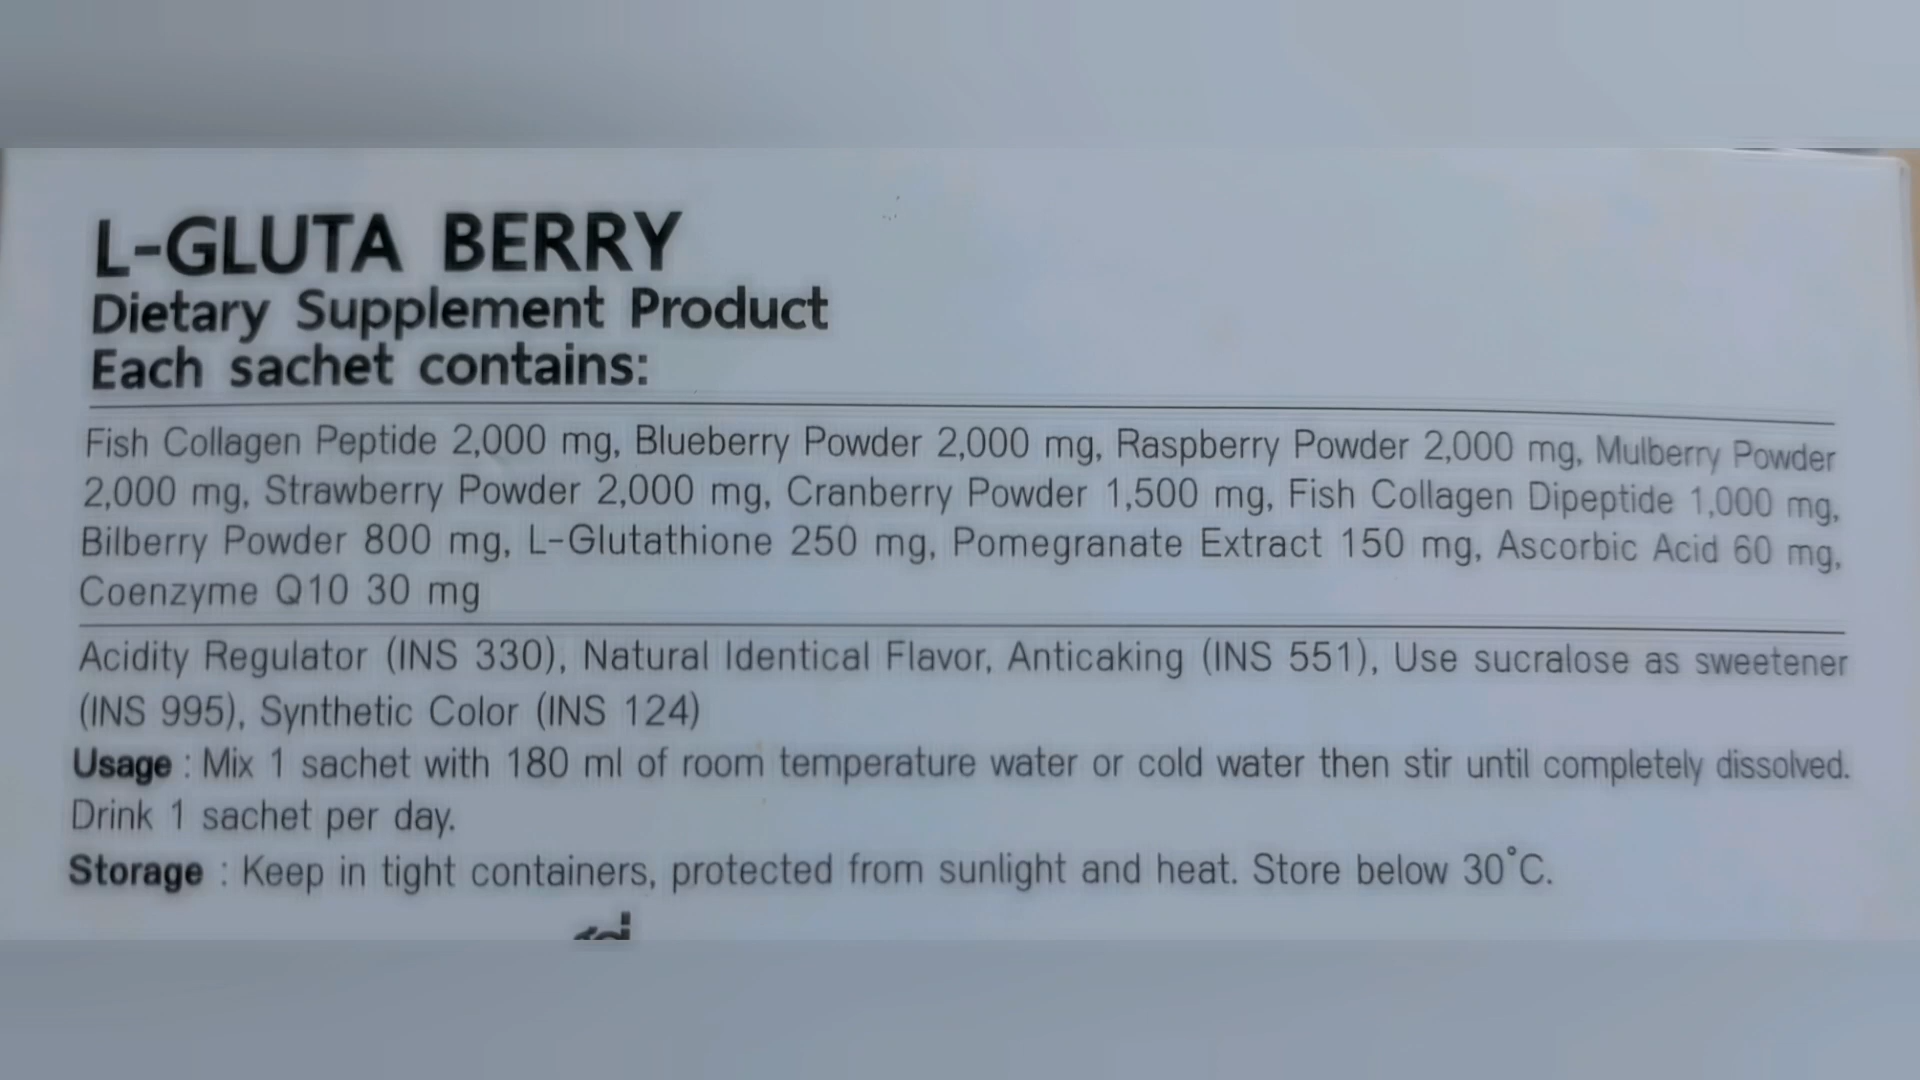 L-GLUTA BERRY
Dietary Supplement Product
Each sachet contains:
Fish Collagen Peptide 2,000 mg, Blueberry Powder 2,000 mg, Raspberry Powder 2,000 mg, Mulberry Powder
2,000 mg, Strawberry Powder 2,000 mg, Cranberry Powder 1,500 mg, Fish Collagen Dipeptide 1,000 mg,
Bilberry Powder 800 mg, L-Glutathione 250 mg, Pomegranate Extract 150 mg, Ascorbic Acid 60 mg,
Coenzyme Q10 30 mg
Acidity Regulator (INS 330), Natural Identical Flavor, Anticaking (INS 551), Use sucralose as sweetener
(INS 995), Synthetic Color (INS 124)
Usage : Mix 1 sachet with 180 ml of room temperature water or cold water then stir until completely dissolved.
Drink 1 sachet per day.
Storage : Keep in tight containers, protected from sunlight and heat. Store below 30°C.